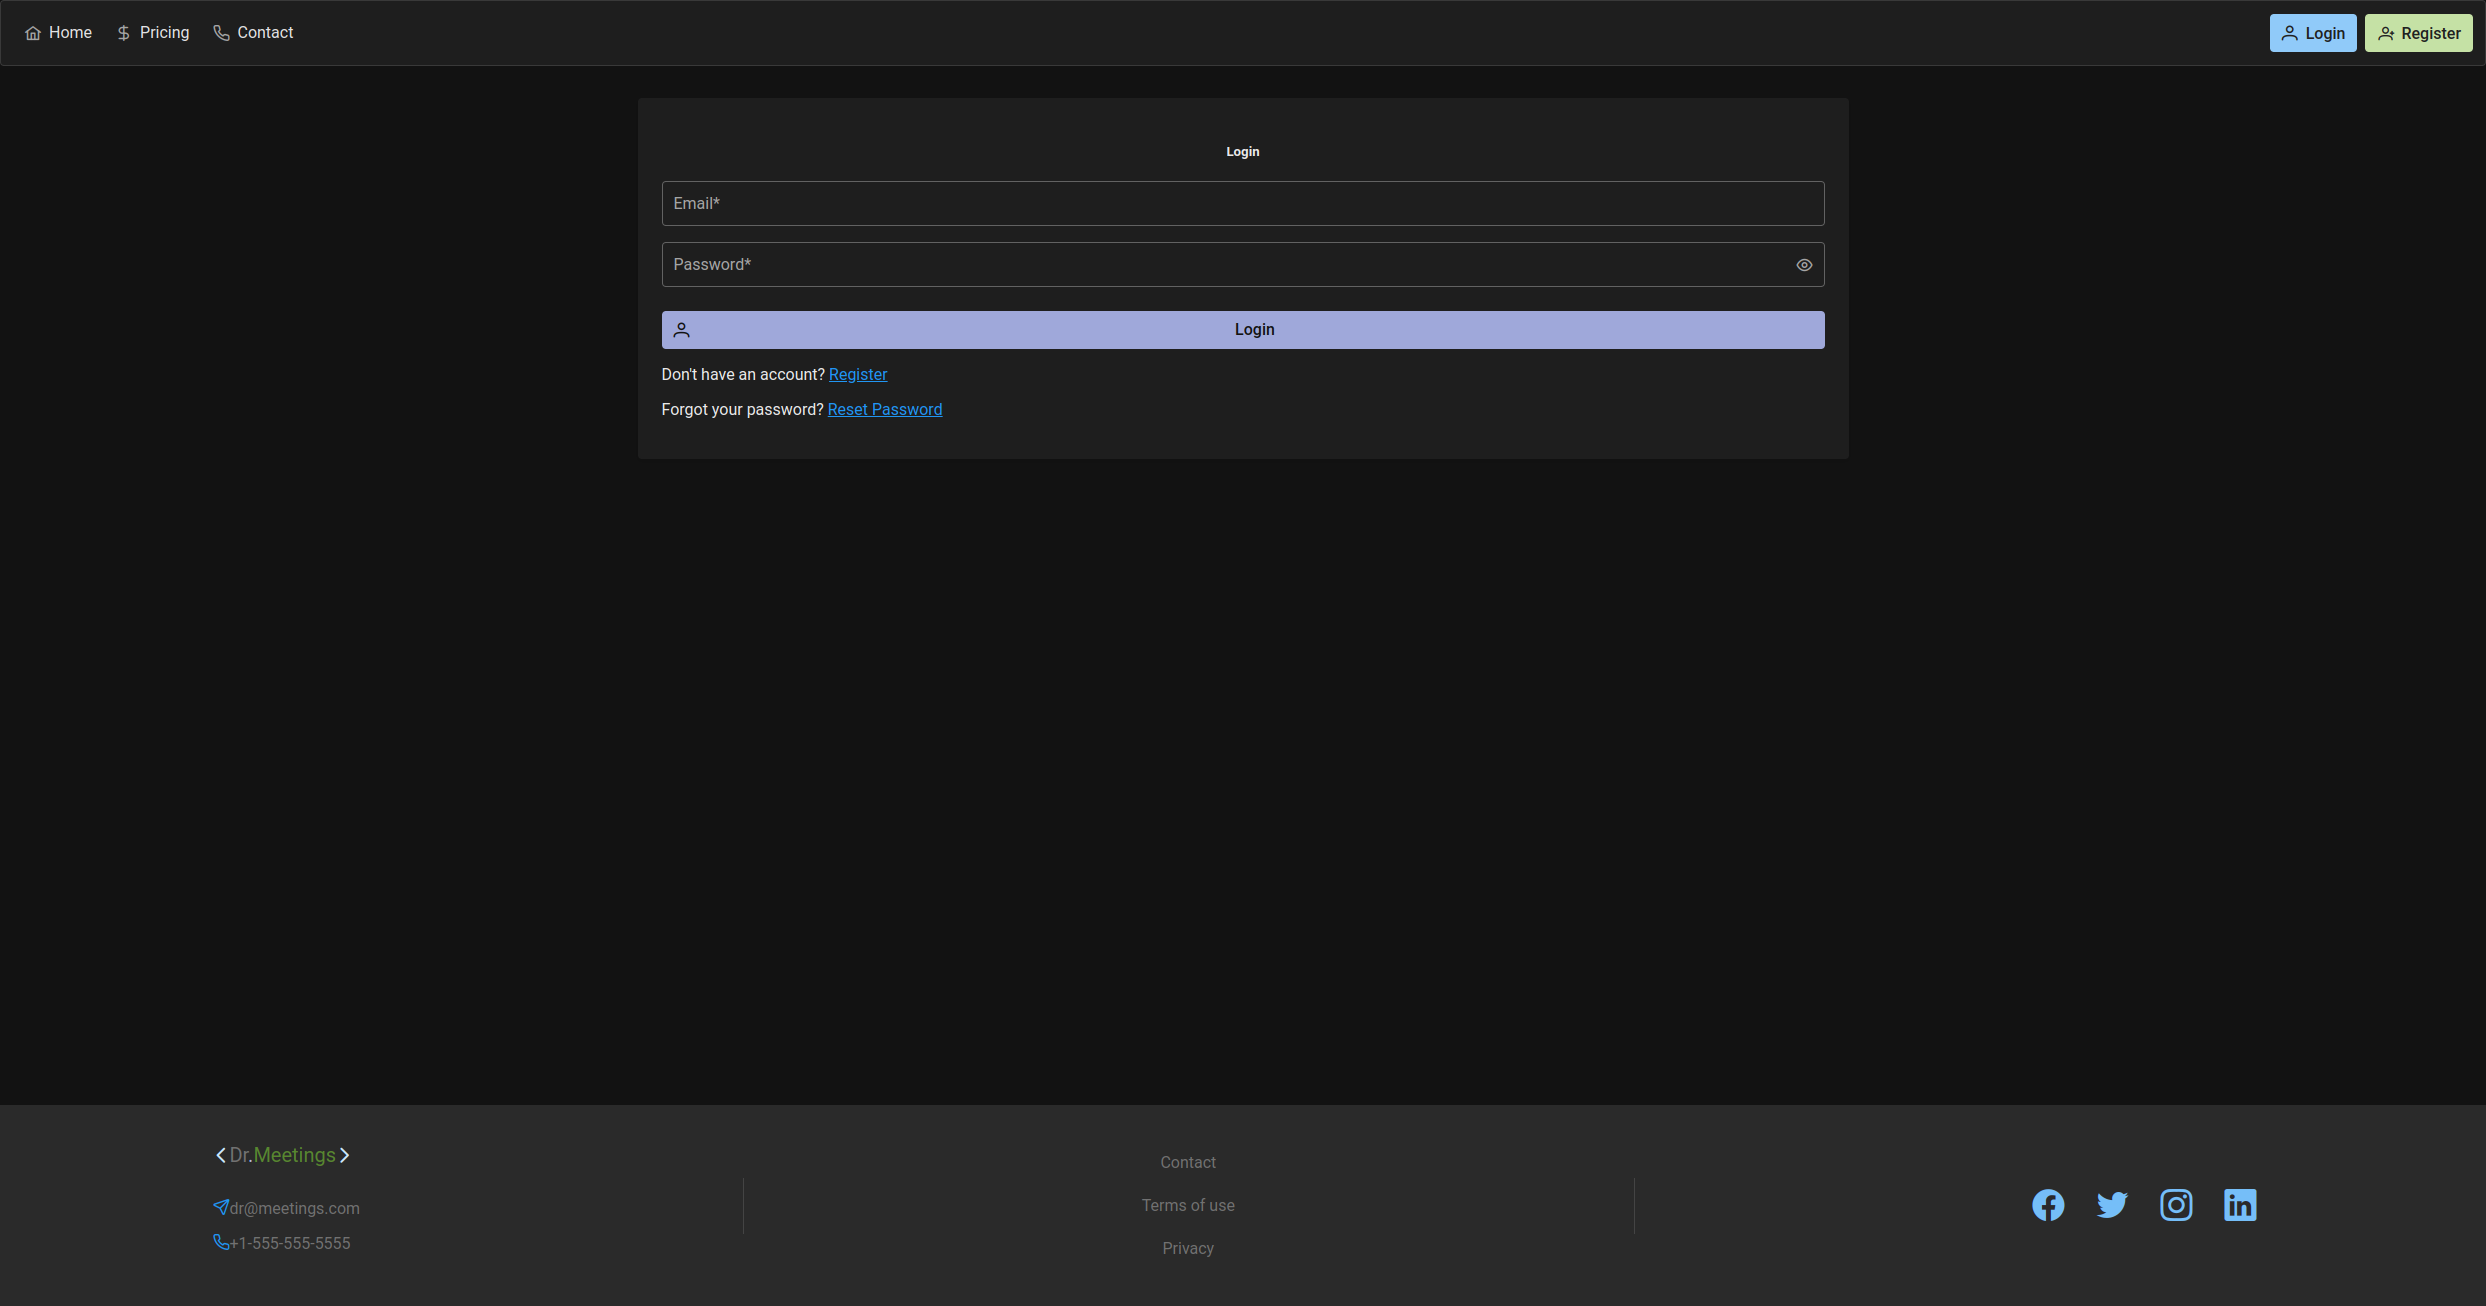 Home Pricing Contact Login Register
Login
Email*
Password*
Login
Don't have an account? Register
Forgot your password? Reset Password
Dr.Meetings
dr@meetings.com
+1-555-555-5555
Contact
Terms of use
Privacy